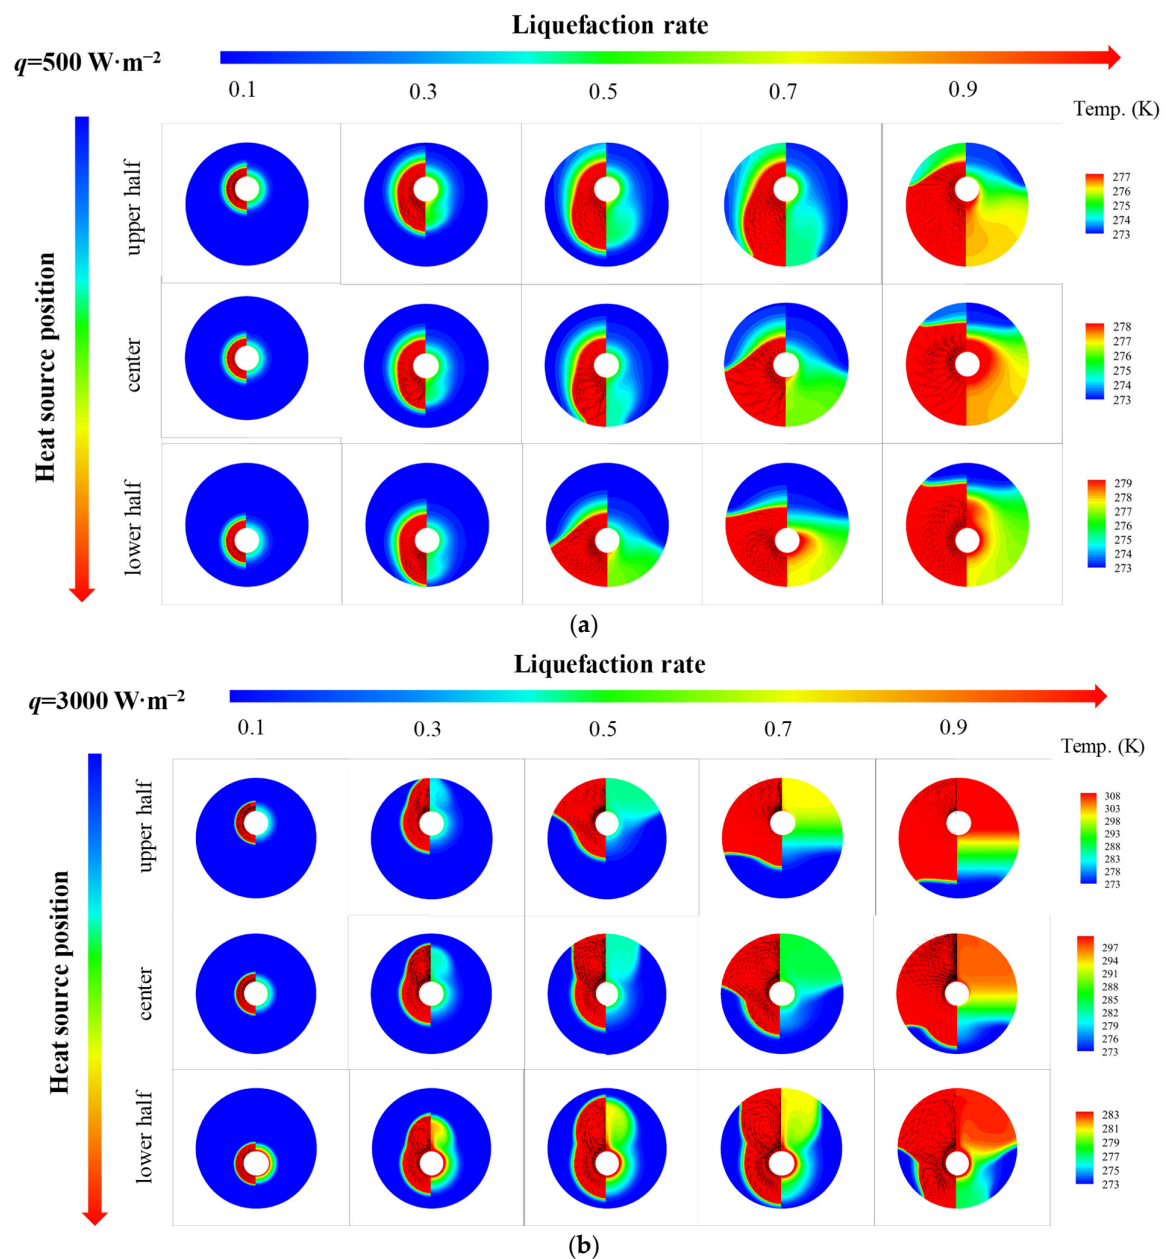 Liquefaction rate
q=500 W·m⁻²
0.1 0.3 0.5 0.7 0.9
Temp. (K)
Heat source position
upper half
277
276
275
274
273
center
278
277
276
275
274
273
lower half
279
278
277
276
275
274
273
(a)
Liquefaction rate
q=3000 W·m⁻²
0.1 0.3 0.5 0.7 0.9
Temp. (K)
Heat source position
upper half
308
303
298
293
288
283
278
273
center
297
294
291
288
285
282
279
276
273
lower half
283
281
279
277
275
273
(b)